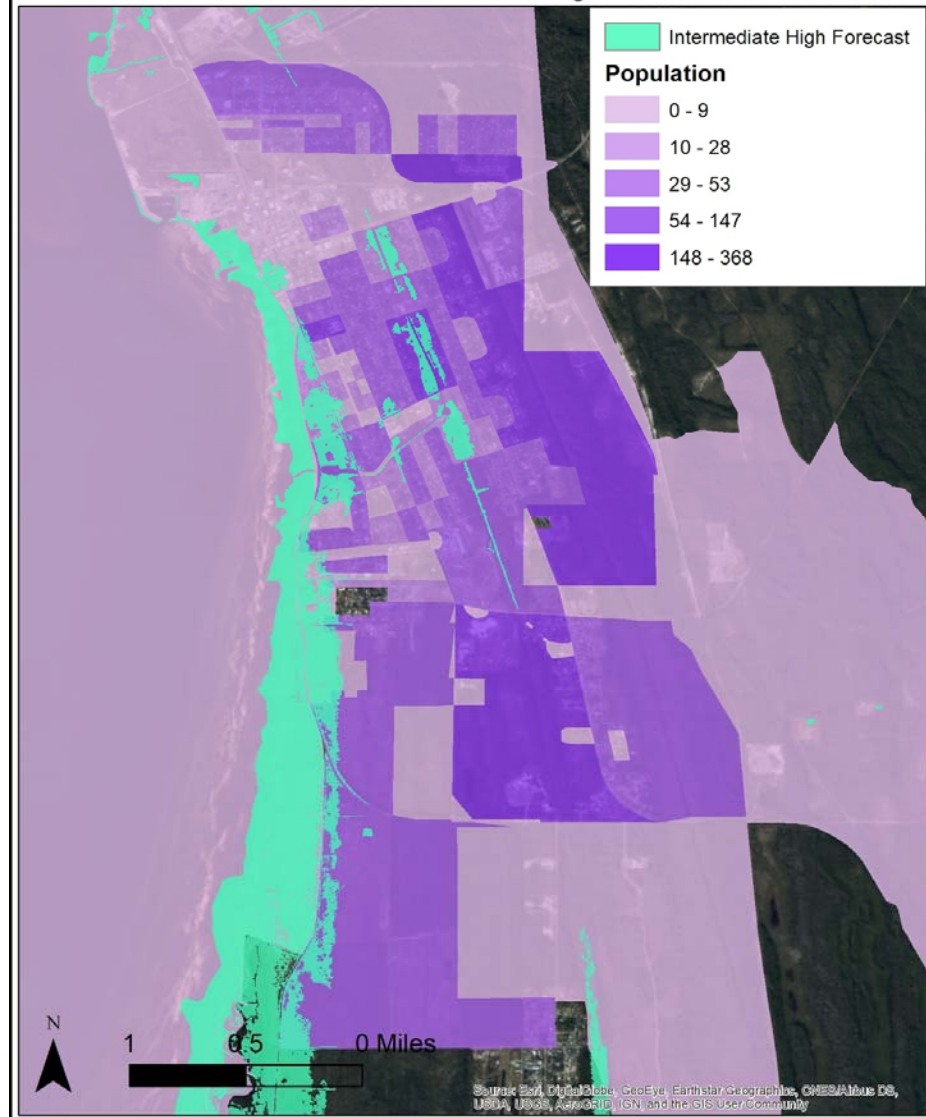 Intermediate High Forecast
Population
0 - 9
10 - 28
29 - 53
54 - 147
148 - 368
N
1 0.5 0 Miles
Source: Esri, DigitalGlobe, GeoEye, Earthstar Geographics, CNES/Airbus DS,
USDA, USGS, AeroGRID, IGN, and the GIS User Community